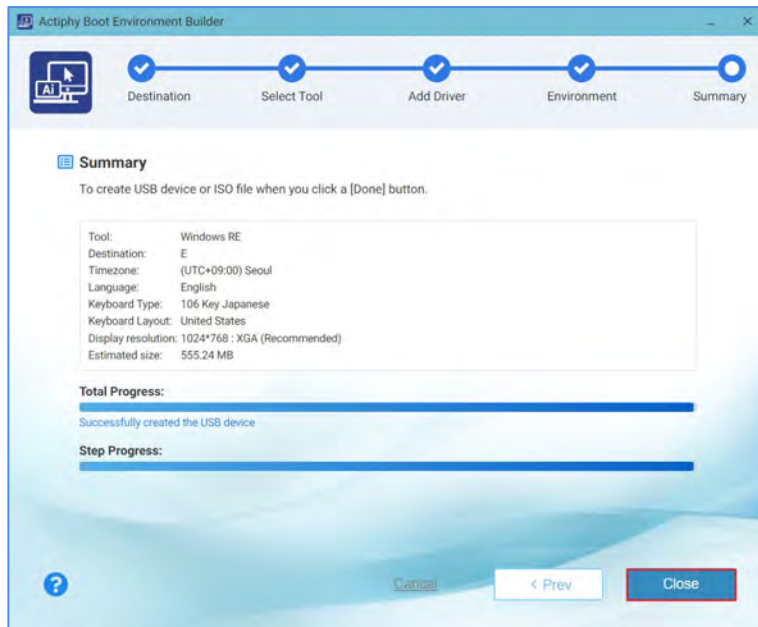 Actiphy Boot Environment Builder
Ai
Destination Select Tool Add Driver Environment Summary
Summary
To create USB device or ISO file when you click a [Done] button.
Tool: Windows RE
Destination: E
Timezone: (UTC+09:00) Seoul
Language: English
Keyboard Type: 106 Key Japanese
Keyboard Layout: United States
Display resolution: 1024*768 : XGA (Recommended)
Estimated size: 555.24 MB
Total Progress:
Successfully created the USB device
Step Progress:
? Cancel < Prev Close